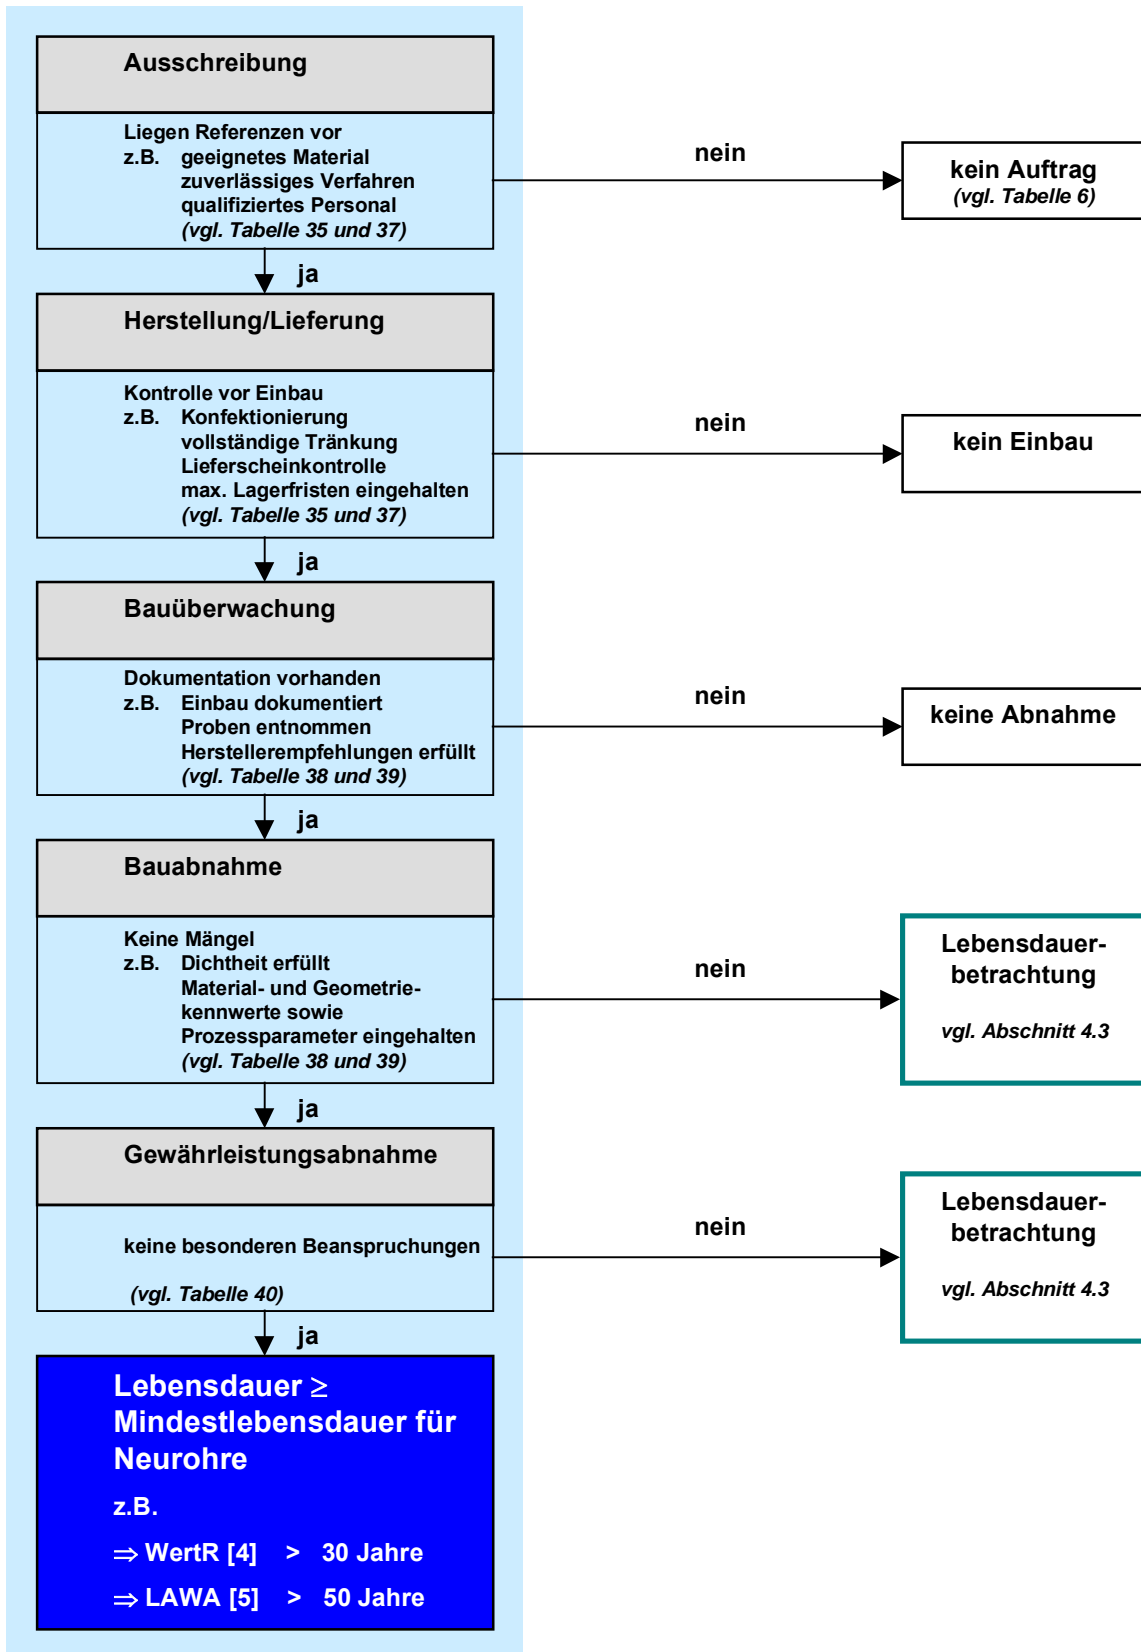 Ausschreibung
Liegen Referenzen vor
z.B. geeignetes Material
zuverlässiges Verfahren
qualifiziertes Personal
(vgl. Tabelle 35 und 37)
nein
kein Auftrag
(vgl. Tabelle 6)
ja
Herstellung/Lieferung
Kontrolle vor Einbau
z.B. Konfektionierung
vollständige Tränkung
Lieferscheinkontrolle
max. Lagerfristen eingehalten
(vgl. Tabelle 35 und 37)
nein
kein Einbau
ja
Bauüberwachung
Dokumentation vorhanden
z.B. Einbau dokumentiert
Proben entnommen
Herstellerempfehlungen erfüllt
(vgl. Tabelle 38 und 39)
nein
keine Abnahme
ja
Bauabnahme
Keine Mängel
z.B. Dichtheit erfüllt
Material- und Geometrie-
kennwerte sowie
Prozessparameter eingehalten
(vgl. Tabelle 38 und 39)
nein
Lebensdauer-
betrachtung
vgl. Abschnitt 4.3
ja
Gewährleistungsabnahme
keine besonderen Beanspruchungen
(vgl. Tabelle 40)
nein
Lebensdauer-
betrachtung
vgl. Abschnitt 4.3
ja
Lebensdauer ≥
Mindestlebensdauer für
Neurohre
z.B.
⇒ WertR [4] > 30 Jahre
⇒ LAWA [5] > 50 Jahre